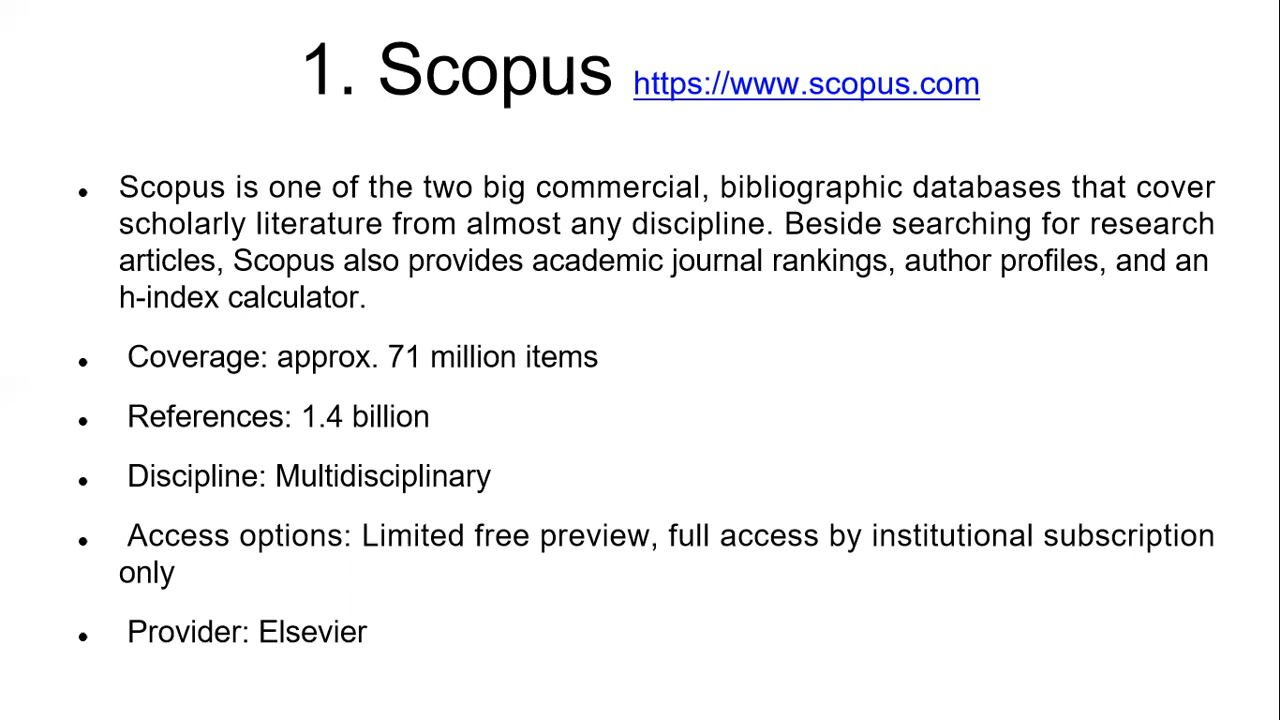 1. Scopus https://www.scopus.com
• Scopus is one of the two big commercial, bibliographic databases that cover
scholarly literature from almost any discipline. Beside searching for research
articles, Scopus also provides academic journal rankings, author profiles, and an
h-index calculator.
• Coverage: approx. 71 million items
• References: 1.4 billion
• Discipline: Multidisciplinary
• Access options: Limited free preview, full access by institutional subscription
only
• Provider: Elsevier